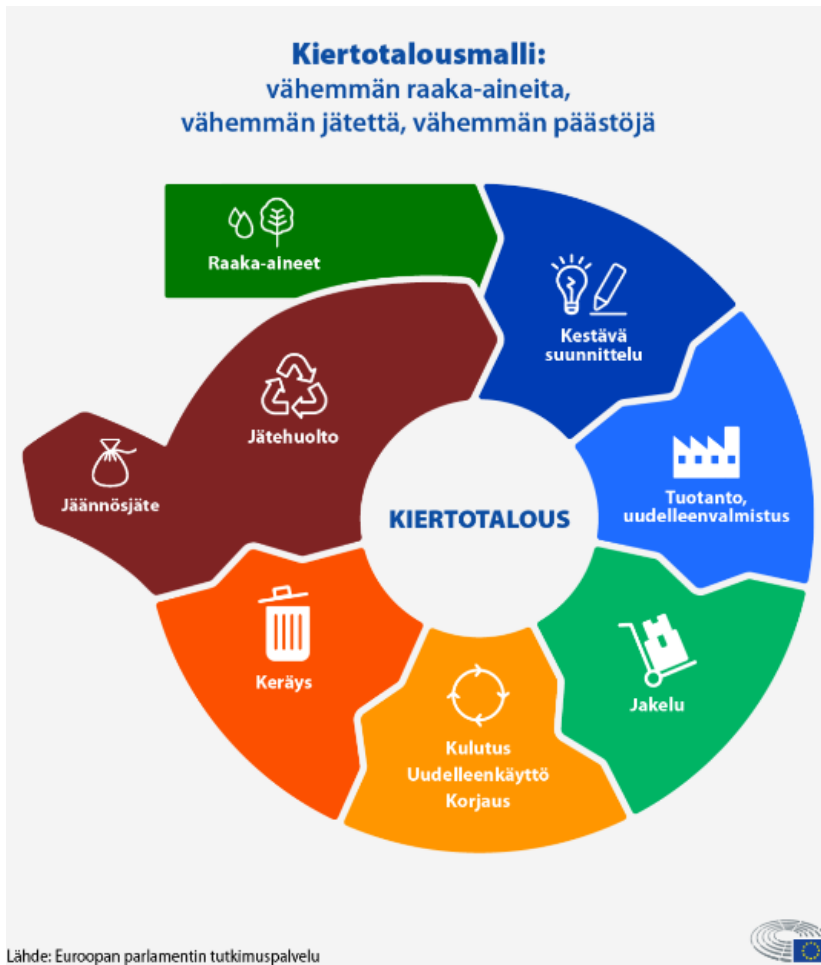 Kiertotalousmalli:
vähemmän raaka-aineita,
vähemmän jätettä, vähemmän päästöjä
Raaka-aineet
Kestävä
suunnittelu
Tuotanto,
uudelleenvalmistus
Jakelu
Kulutus
Uudelleenkäyttö
Korjaus
Keräys
Jätehuolto
Jäännösjäte
KIERTOTALOUS
Lähde: Euroopan parlamentin tutkimuspalvelu